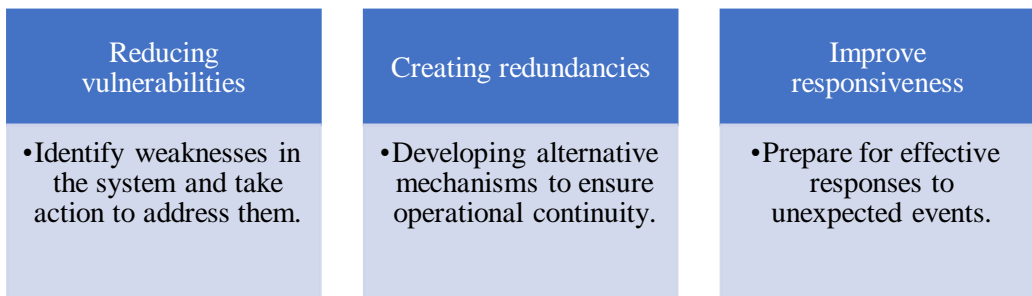 Reducing
vulnerabilities
•Identify weaknesses in
the system and take
action to address them.
Creating redundancies
•Developing alternative
mechanisms to ensure
operational continuity.
Improve
responsiveness
•Prepare for effective
responses to
unexpected events.